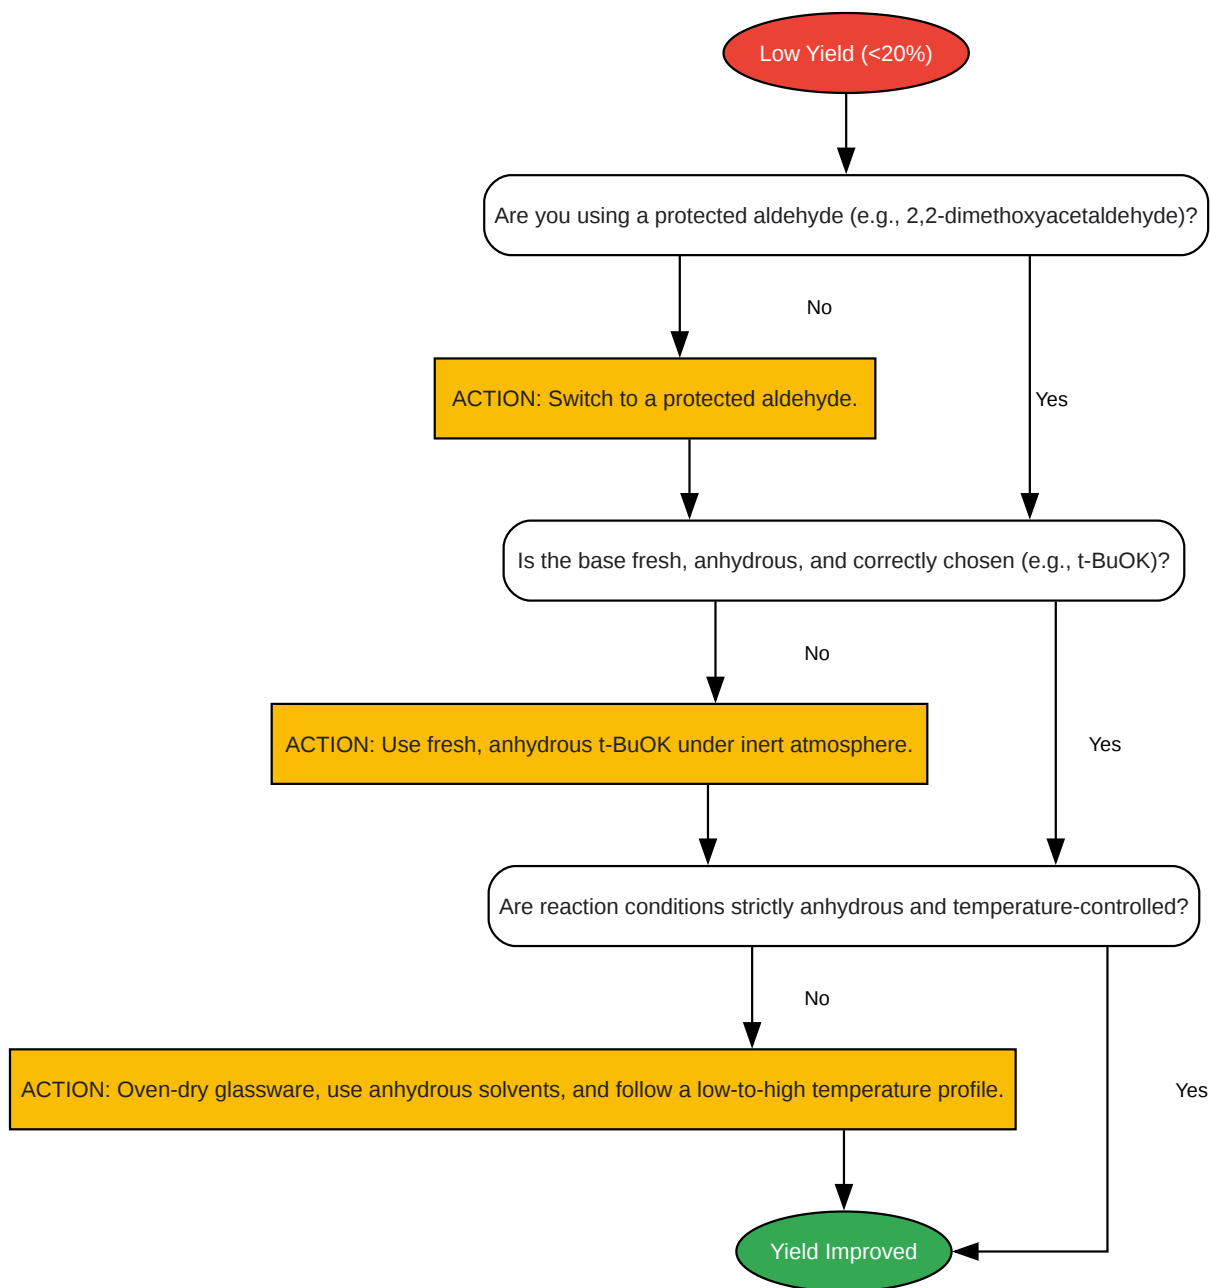 Low Yield (<20%)
Are you using a protected aldehyde (e.g., 2,2-dimethoxyacetaldehyde)?
No
ACTION: Switch to a protected aldehyde.
Yes
Is the base fresh, anhydrous, and correctly chosen (e.g., t-BuOK)?
No
ACTION: Use fresh, anhydrous t-BuOK under inert atmosphere.
Yes
Are reaction conditions strictly anhydrous and temperature-controlled?
No
ACTION: Oven-dry glassware, use anhydrous solvents, and follow a low-to-high temperature profile.
Yes
Yield Improved